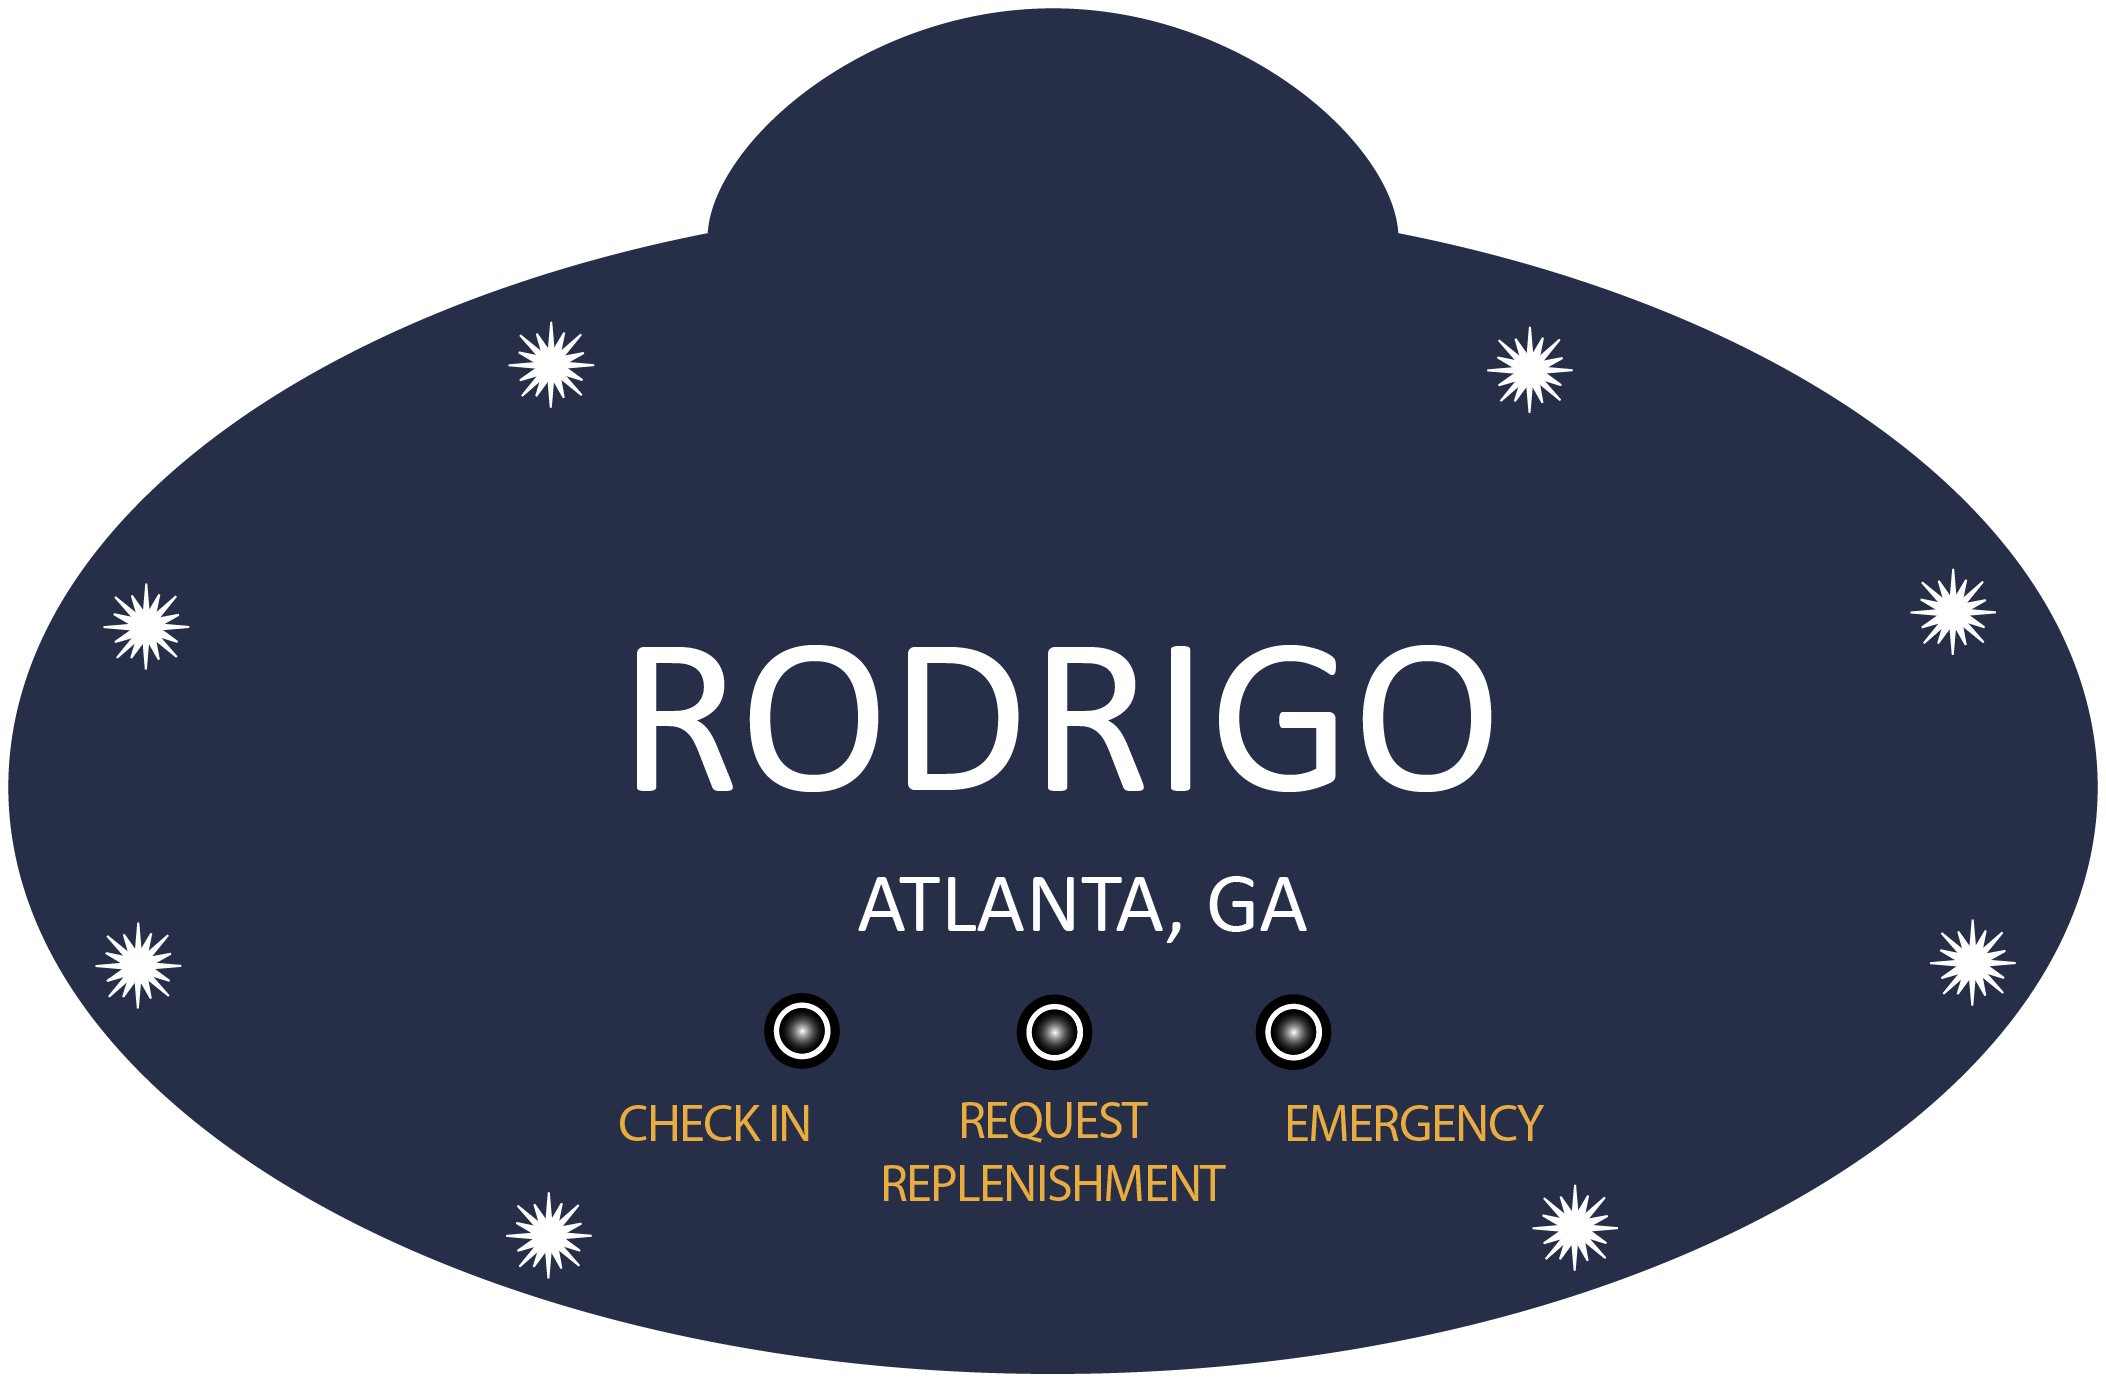 RODRIGO
ATLANTA, GA
CHECK IN
REQUEST
REPLENISHMENT
EMERGENCY